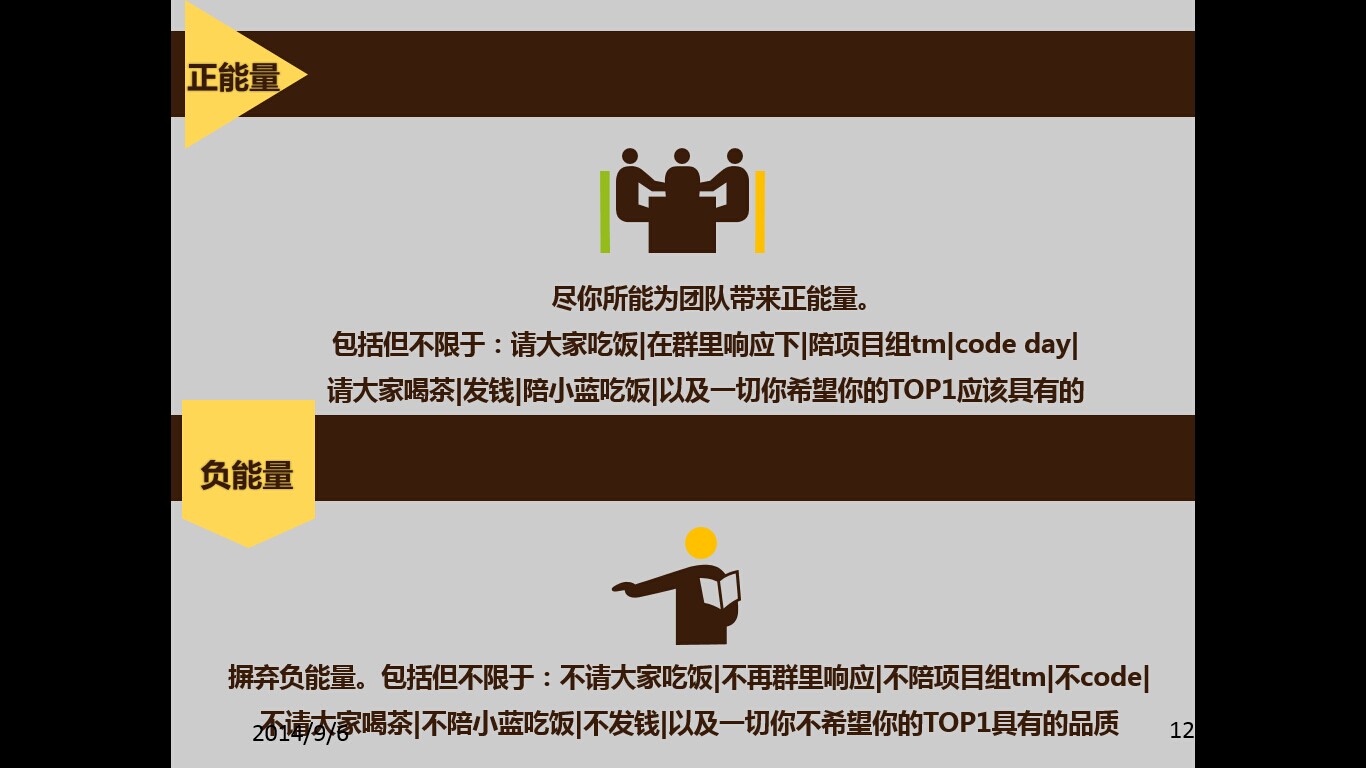 正能量
尽你所能为团队带来正能量。
包括但不限于：请大家吃饭|在群里响应下|陪项目组tm|code day|
请大家喝茶|发钱|陪小蓝吃饭|以及一切你希望你的TOP1应该具有的
负能量
摒弃负能量。包括但不限于：不请大家吃饭|不再群里响应|不陪项目组tm|不code|
不请大家喝茶|不陪小蓝吃饭|不发钱|以及一切你不希望你的TOP1具有的品质
2014/9/6
12